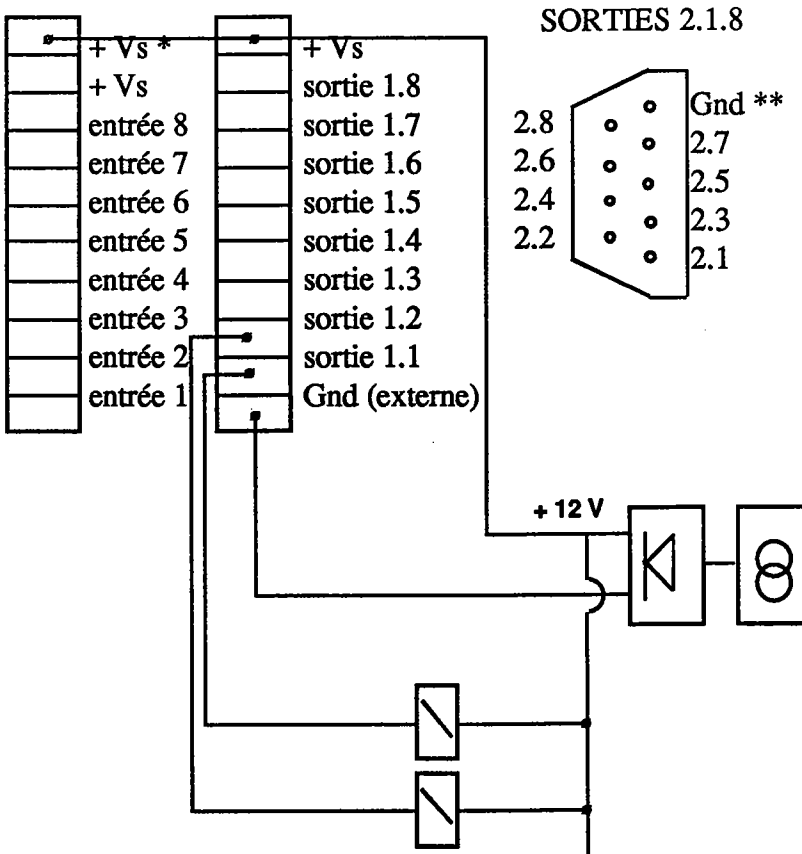 SORTIES 2.1.8
+ Vs *
+ Vs
entrée 8
entrée 7
entrée 6
entrée 5
entrée 4
entrée 3
entrée 2
entrée 1
+ Vs
sortie 1.8
sortie 1.7
sortie 1.6
sortie 1.5
sortie 1.4
sortie 1.3
sortie 1.2
sortie 1.1
Gnd (externe)
2.8
2.6
2.4
2.2
Gnd **
2.7
2.5
2.3
2.1
+ 12 V